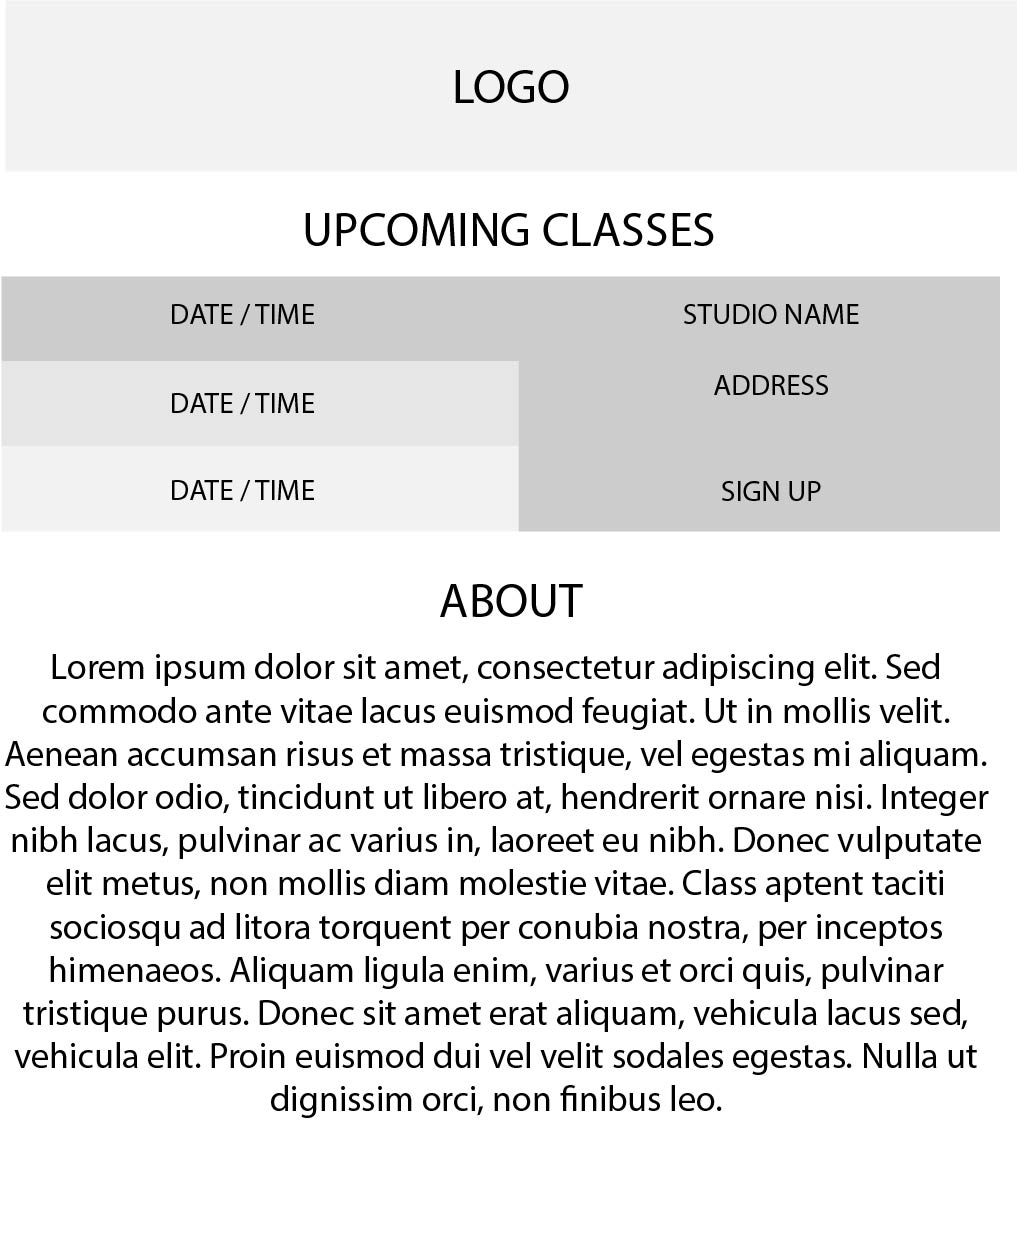 LOGO
UPCOMING CLASSES
DATE / TIME
STUDIO NAME
ADDRESS
DATE / TIME
DATE / TIME
SIGN UP
ABOUT
Lorem ipsum dolor sit amet, consectetur adipiscing elit. Sed
commodo ante vitae lacus euismod feugiat. Ut in mollis velit.
Aenean accumsan risus et massa tristique, vel egestas mi aliquam.
Sed dolor odio, tincidunt ut libero at, hendrerit ornare nisi. Integer
nibh lacus, pulvinar ac varius in, laoreet eu nibh. Donec vulputate
elit metus, non mollis diam molestie vitae. Class aptent taciti
sociosqu ad litora torquent per conubia nostra, per inceptos
himenaeos. Aliquam ligula enim, varius et orci quis, pulvinar
tristique purus. Donec sit amet erat aliquam, vehicula lacus sed,
vehicula elit. Proin euismod dui vel velit sodales egestas. Nulla ut
dignissim orci, non finibus leo.